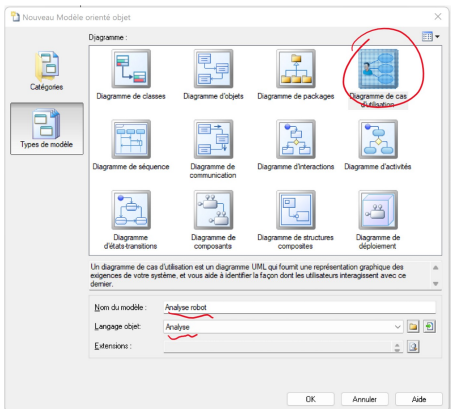 Nouveau Modèle orienté objet
Diagramme :
Catégories
Types de modèle
Diagramme de classes
Diagramme d'objets
Diagramme de packages
Diagramme de cas
d'utilisation
Diagramme de séquence
Diagramme de
communication
Diagramme d'interactions
Diagramme d'activités
Diagramme
d'états-transitions
Diagramme de
composants
Diagramme de structures
composites
Diagramme de
déploiement
Un diagramme de cas d'utilisation est un diagramme UML qui fournit une représentation graphique des
exigences de votre système, et vous aide à identifier la façon dont les utilisateurs interagissent avec ce
dernier.
Nom du modèle : Analyse robot
Langage objet: Analyse
Extensions :
OK Annuler Aide